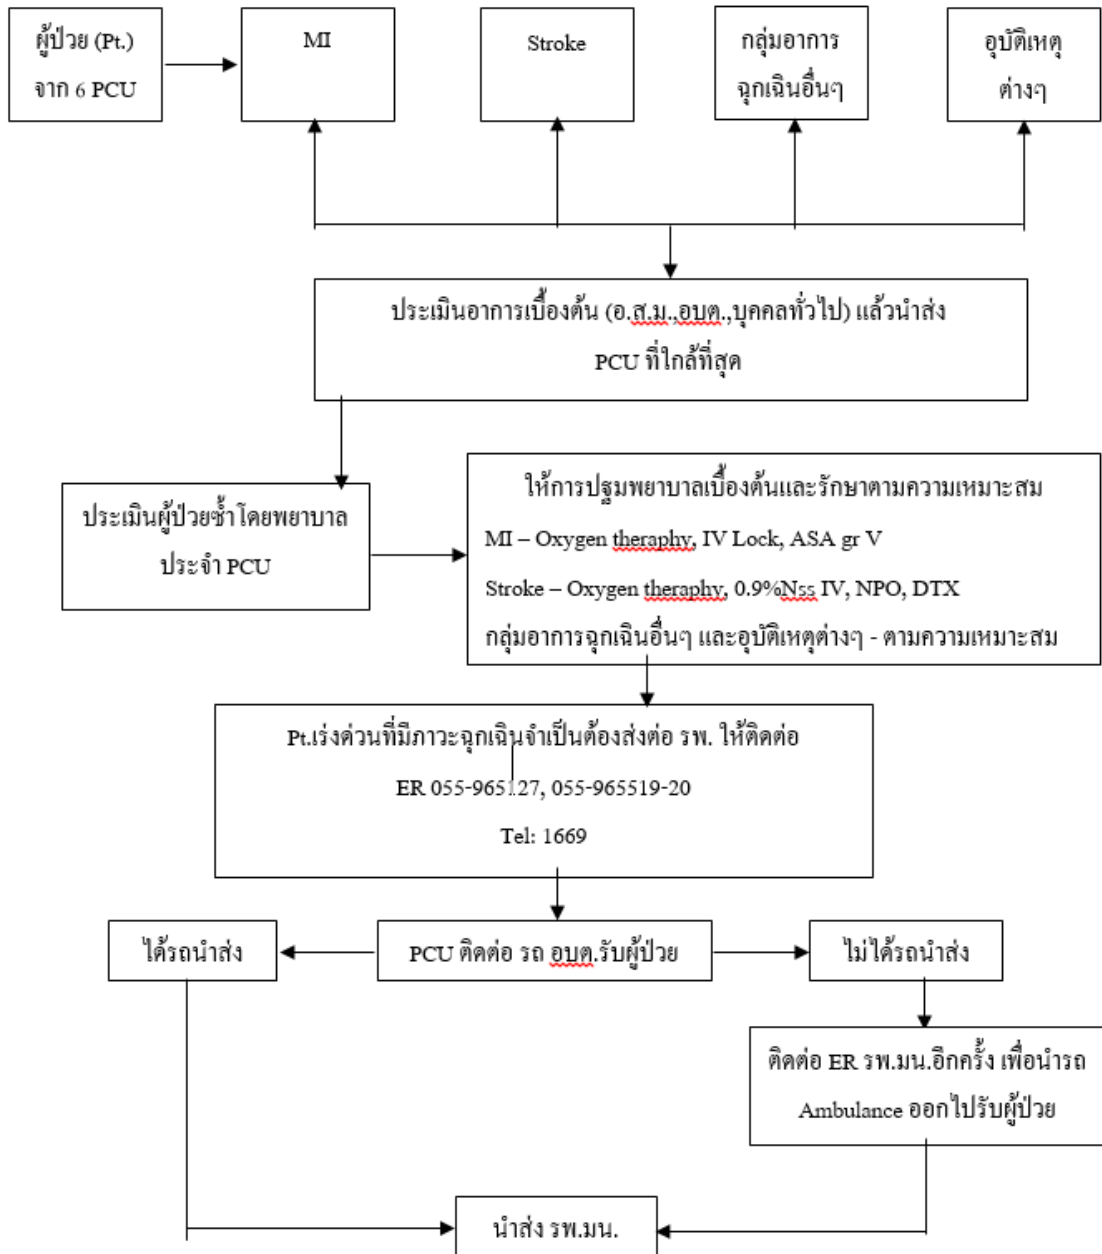 ผู้ป่วย (Pt.)
จาก 6 PCU
MI
Stroke
กลุ่มอาการ
ฉุกเฉินอื่นๆ
อุบัติเหตุ
ต่างๆ
ประเมินอาการเบื้องต้น (อ.ส.ม.,อบต.,บุคคลทั่วไป) แล้วนำส่ง
PCU ที่ใกล้ที่สุด
ประเมินผู้ป่วยซ้ำโดยพยาบาล
ประจำ PCU
ให้การปฐมพยาบาลเบื้องต้นและรักษาตามความเหมาะสม
MI – Oxygen theraphy, IV Lock, ASA gr V
Stroke – Oxygen theraphy, 0.9%Nss IV, NPO, DTX
กลุ่มอาการฉุกเฉินอื่นๆ และอุบัติเหตุต่างๆ - ตามความเหมาะสม
Pt.เร่งด่วนที่มีภาวะฉุกเฉินจำเป็นต้องส่งต่อ รพ. ให้ติดต่อ
ER 055-965127, 055-965519-20
Tel: 1669
ได้รถนำส่ง
PCU ติดต่อ รถ อบต.รับผู้ป่วย
ไม่ได้รถนำส่ง
ติดต่อ ER รพ.มน.อีกครั้ง เพื่อนำรถ
Ambulance ออกไปรับผู้ป่วย
นำส่ง รพ.มน.